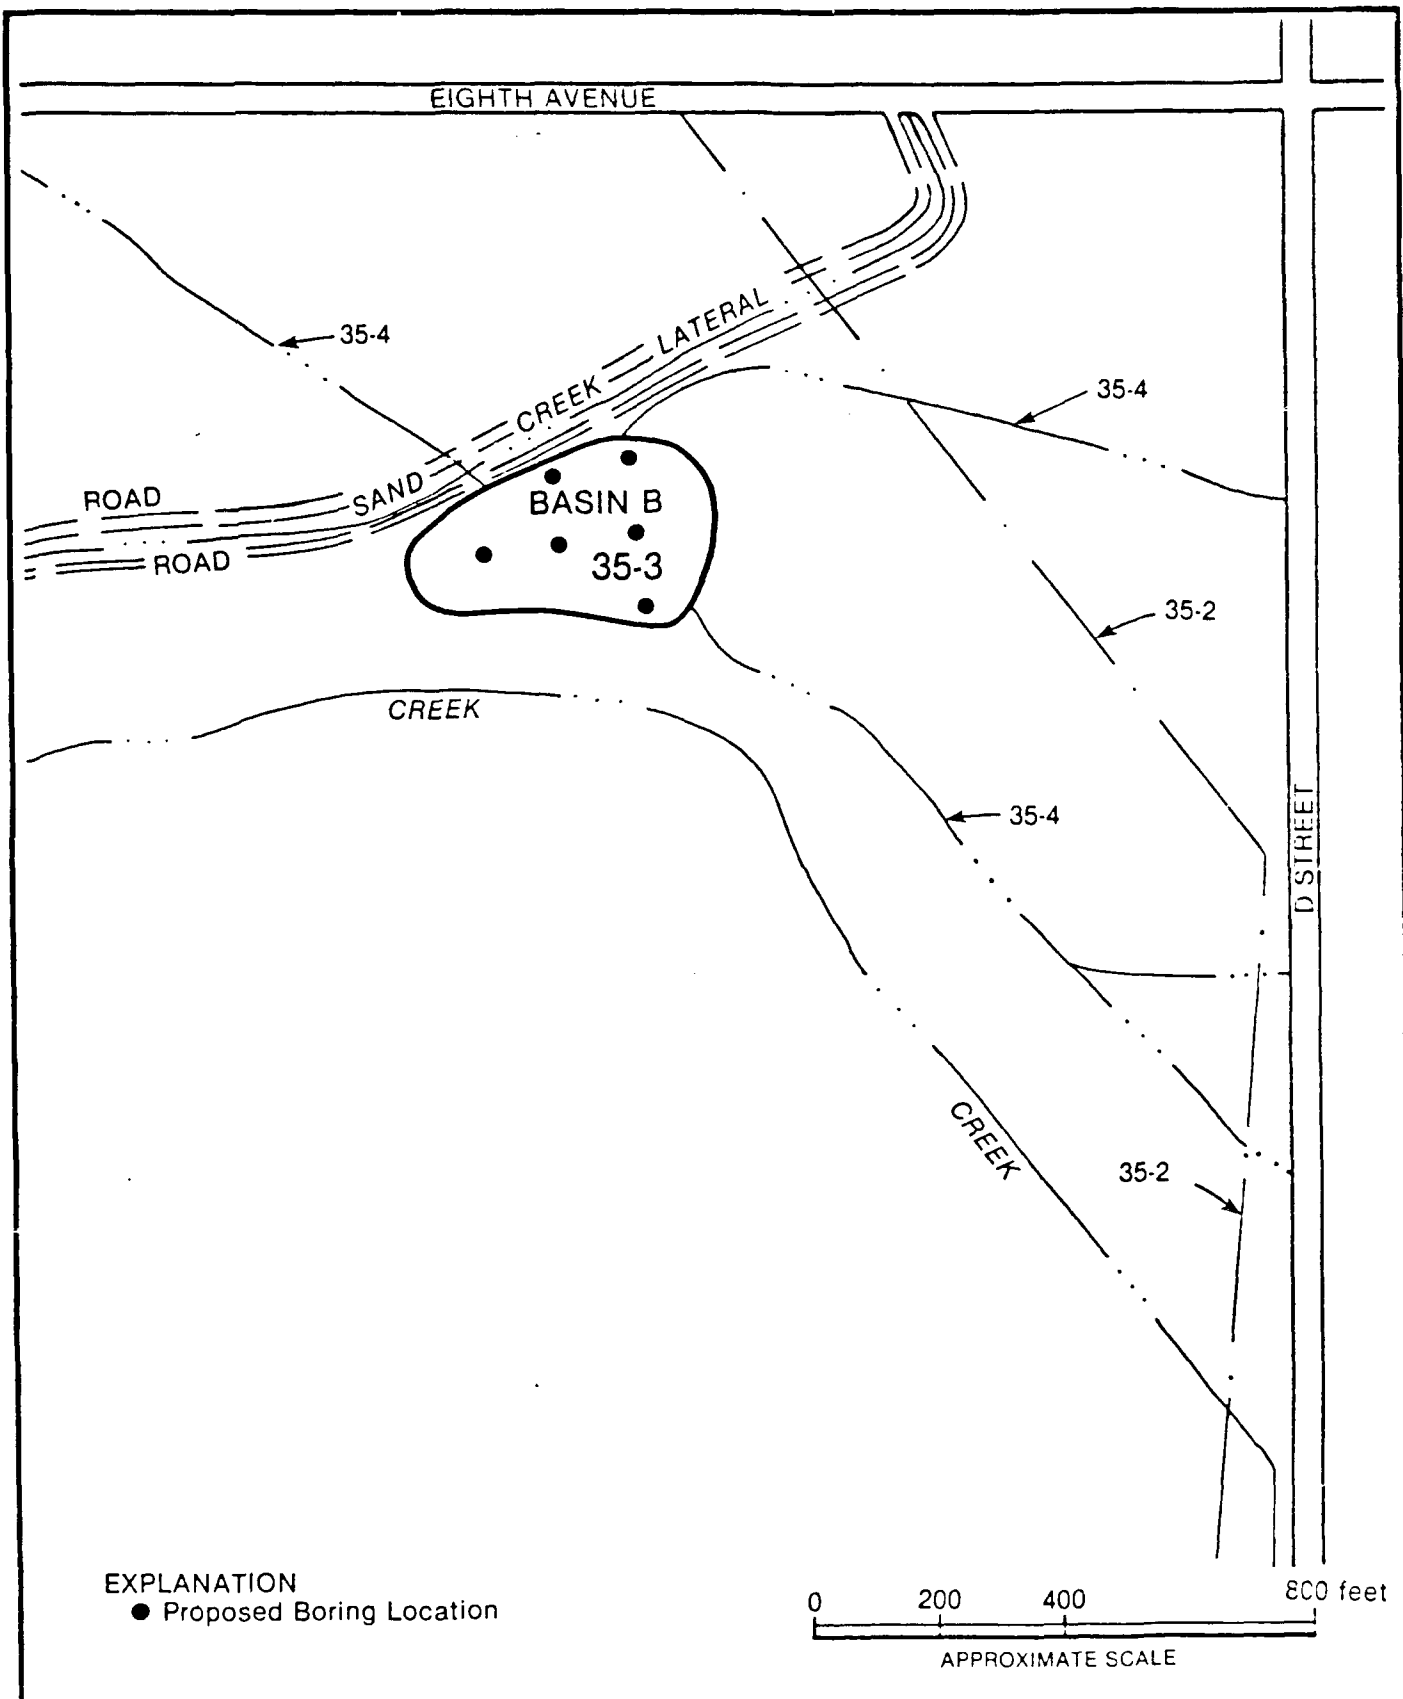 EIGHTH AVENUE
35-4
SAND CREEK LATERAL
35-4
ROAD
BASIN B
35-3
ROAD
35-2
CREEK
35-4
D STREET
CREEK
35-2
EXPLANATION
● Proposed Boring Location
0 200 400 800 feet
APPROXIMATE SCALE